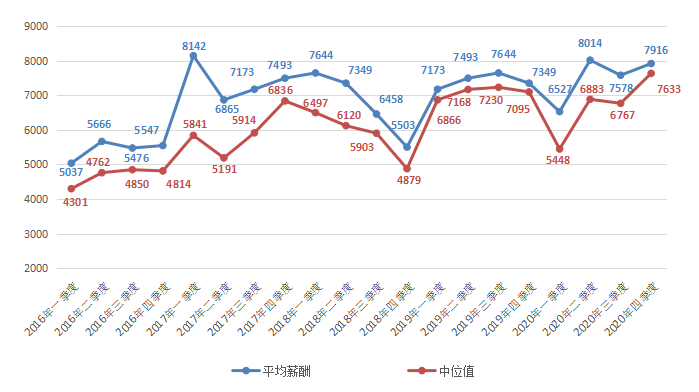 9000
8000
7000
6000
5000
4000
3000
2000
5037
5666
5476
5547
8142
6865
7173
7493
7644
7349
6458
5503
7173
7493
7644
7349
6527
8014
7578
7916
4301
4762
4850
4814
5841
5191
5914
6836
6497
6120
5903
4879
6866
7168
7230
7095
5448
6883
6767
7633
2016年一季度
2016年二季度
2016年三季度
2016年四季度
2017年一季度
2017年二季度
2017年三季度
2017年四季度
2018年一季度
2018年二季度
2018年三季度
2018年四季度
2019年一季度
2019年二季度
2019年三季度
2019年四季度
2020年一季度
2020年二季度
2020年三季度
2020年四季度
平均薪酬
中位值